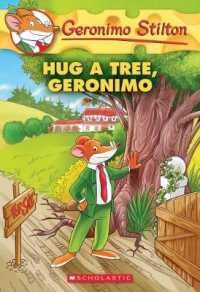 Geronimo Stilton
HUG A TREE,
GERONIMO
SCHOLASTIC